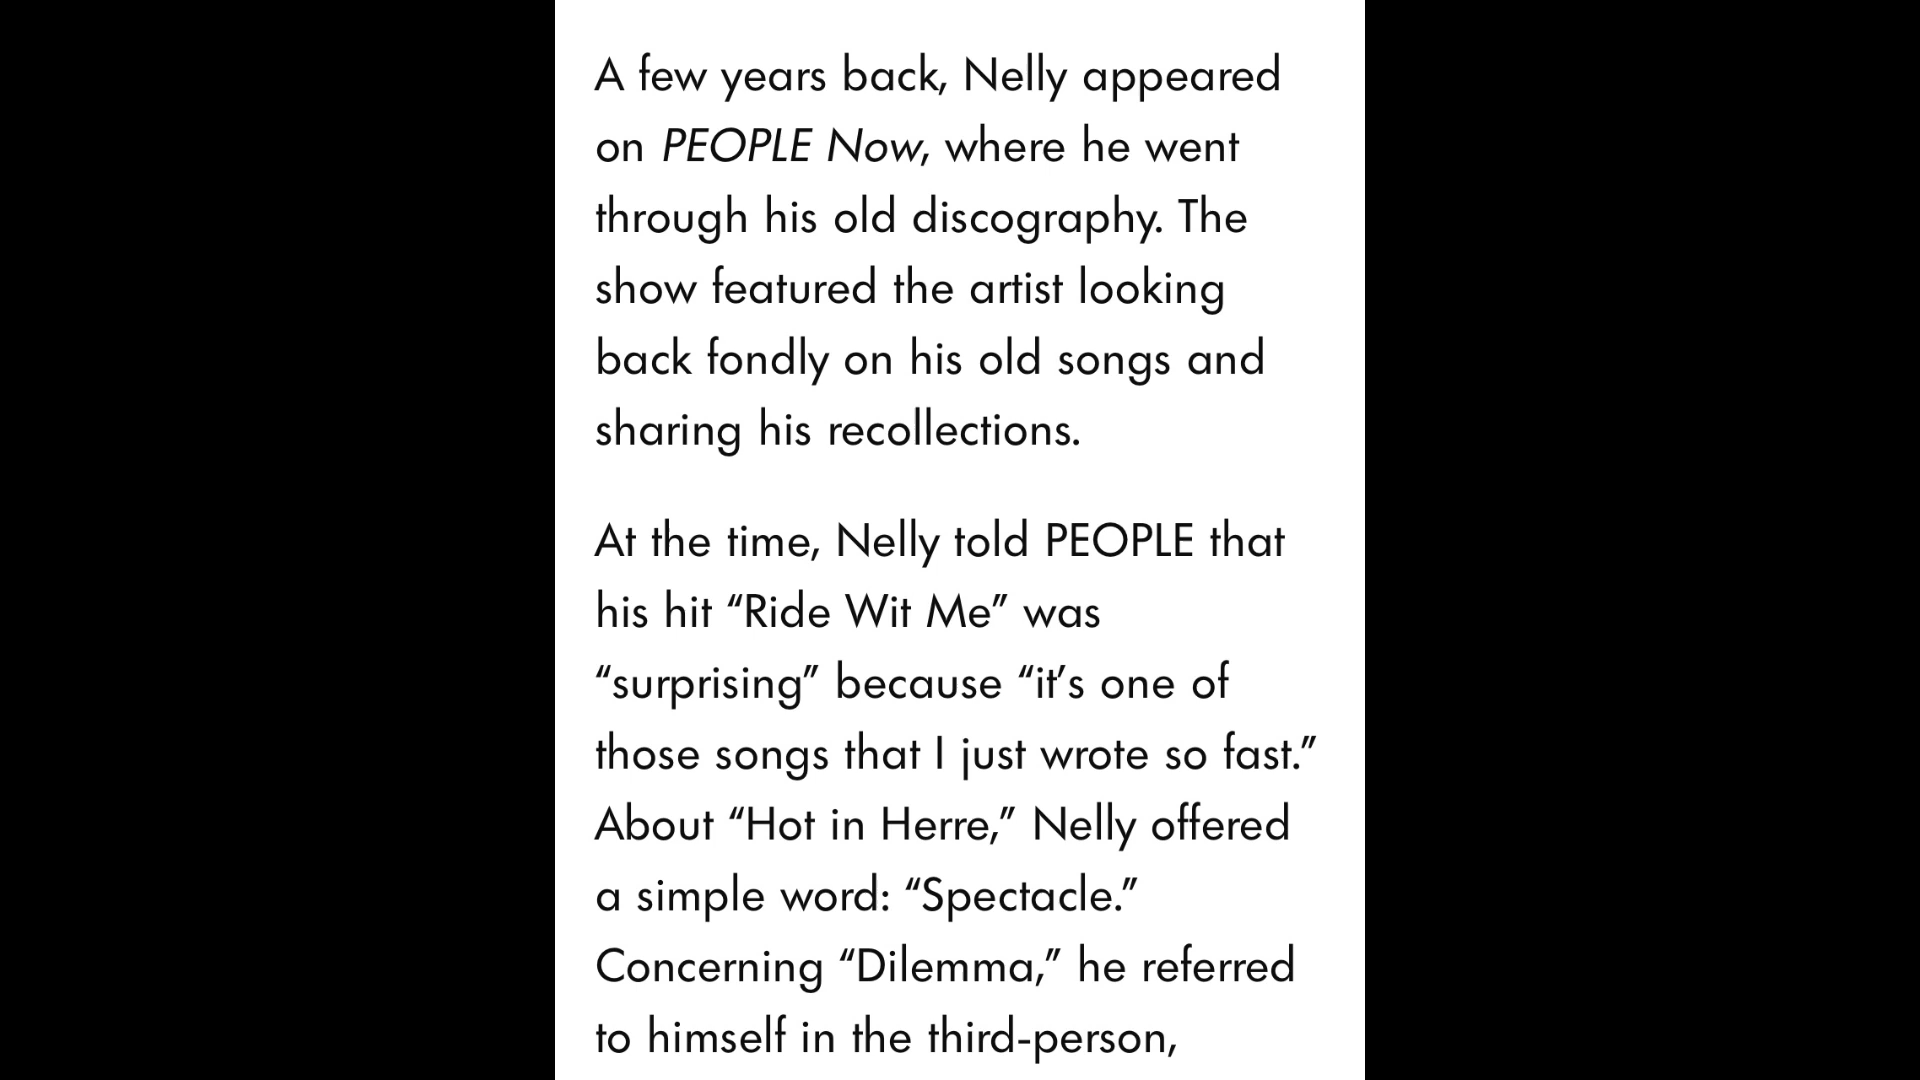 A few years back, Nelly appeared
on PEOPLE Now, where he went
through his old discography. The
show featured the artist looking
back fondly on his old songs and
sharing his recollections.
At the time, Nelly told PEOPLE that
his hit “Ride Wit Me” was
“surprising” because “it’s one of
those songs that I just wrote so fast.”
About “Hot in Herre,” Nelly offered
a simple word: “Spectacle.”
Concerning “Dilemma,” he referred
to himself in the third-person,